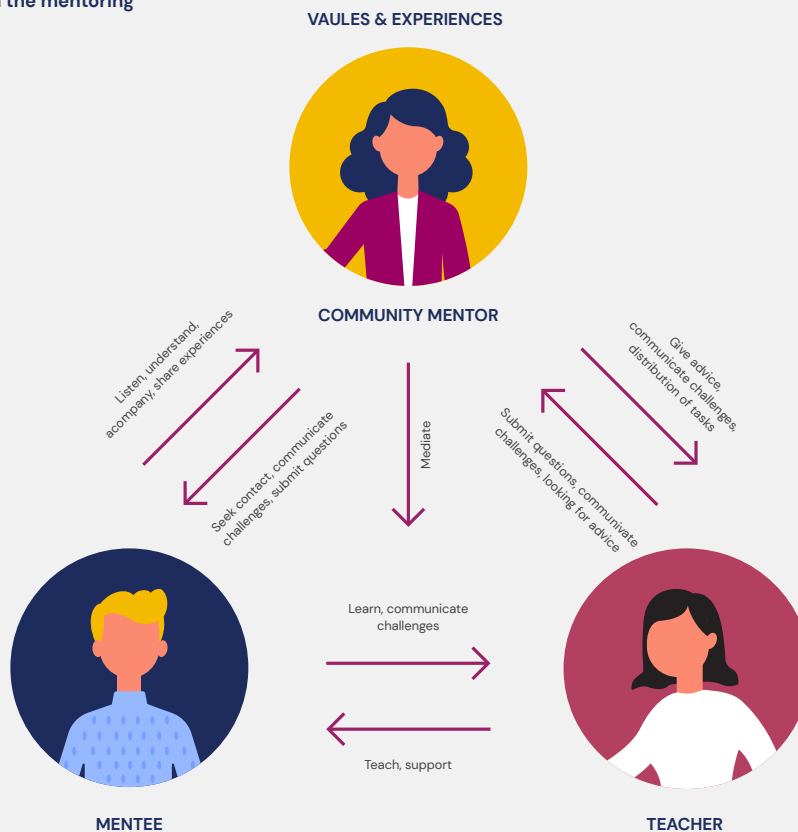 the mentoring
VAULES & EXPERIENCES
COMMUNITY MENTOR
Listen, understand,
acompany, share experiences
Seek contact, communicate
challenges, submit questions
Mediate
Give advice,
communicate challenges,
distribution of tasks
Submit questions, communivate
challenges, looking for advice
Learn, communicate
challenges
Teach, support
MENTEE
TEACHER